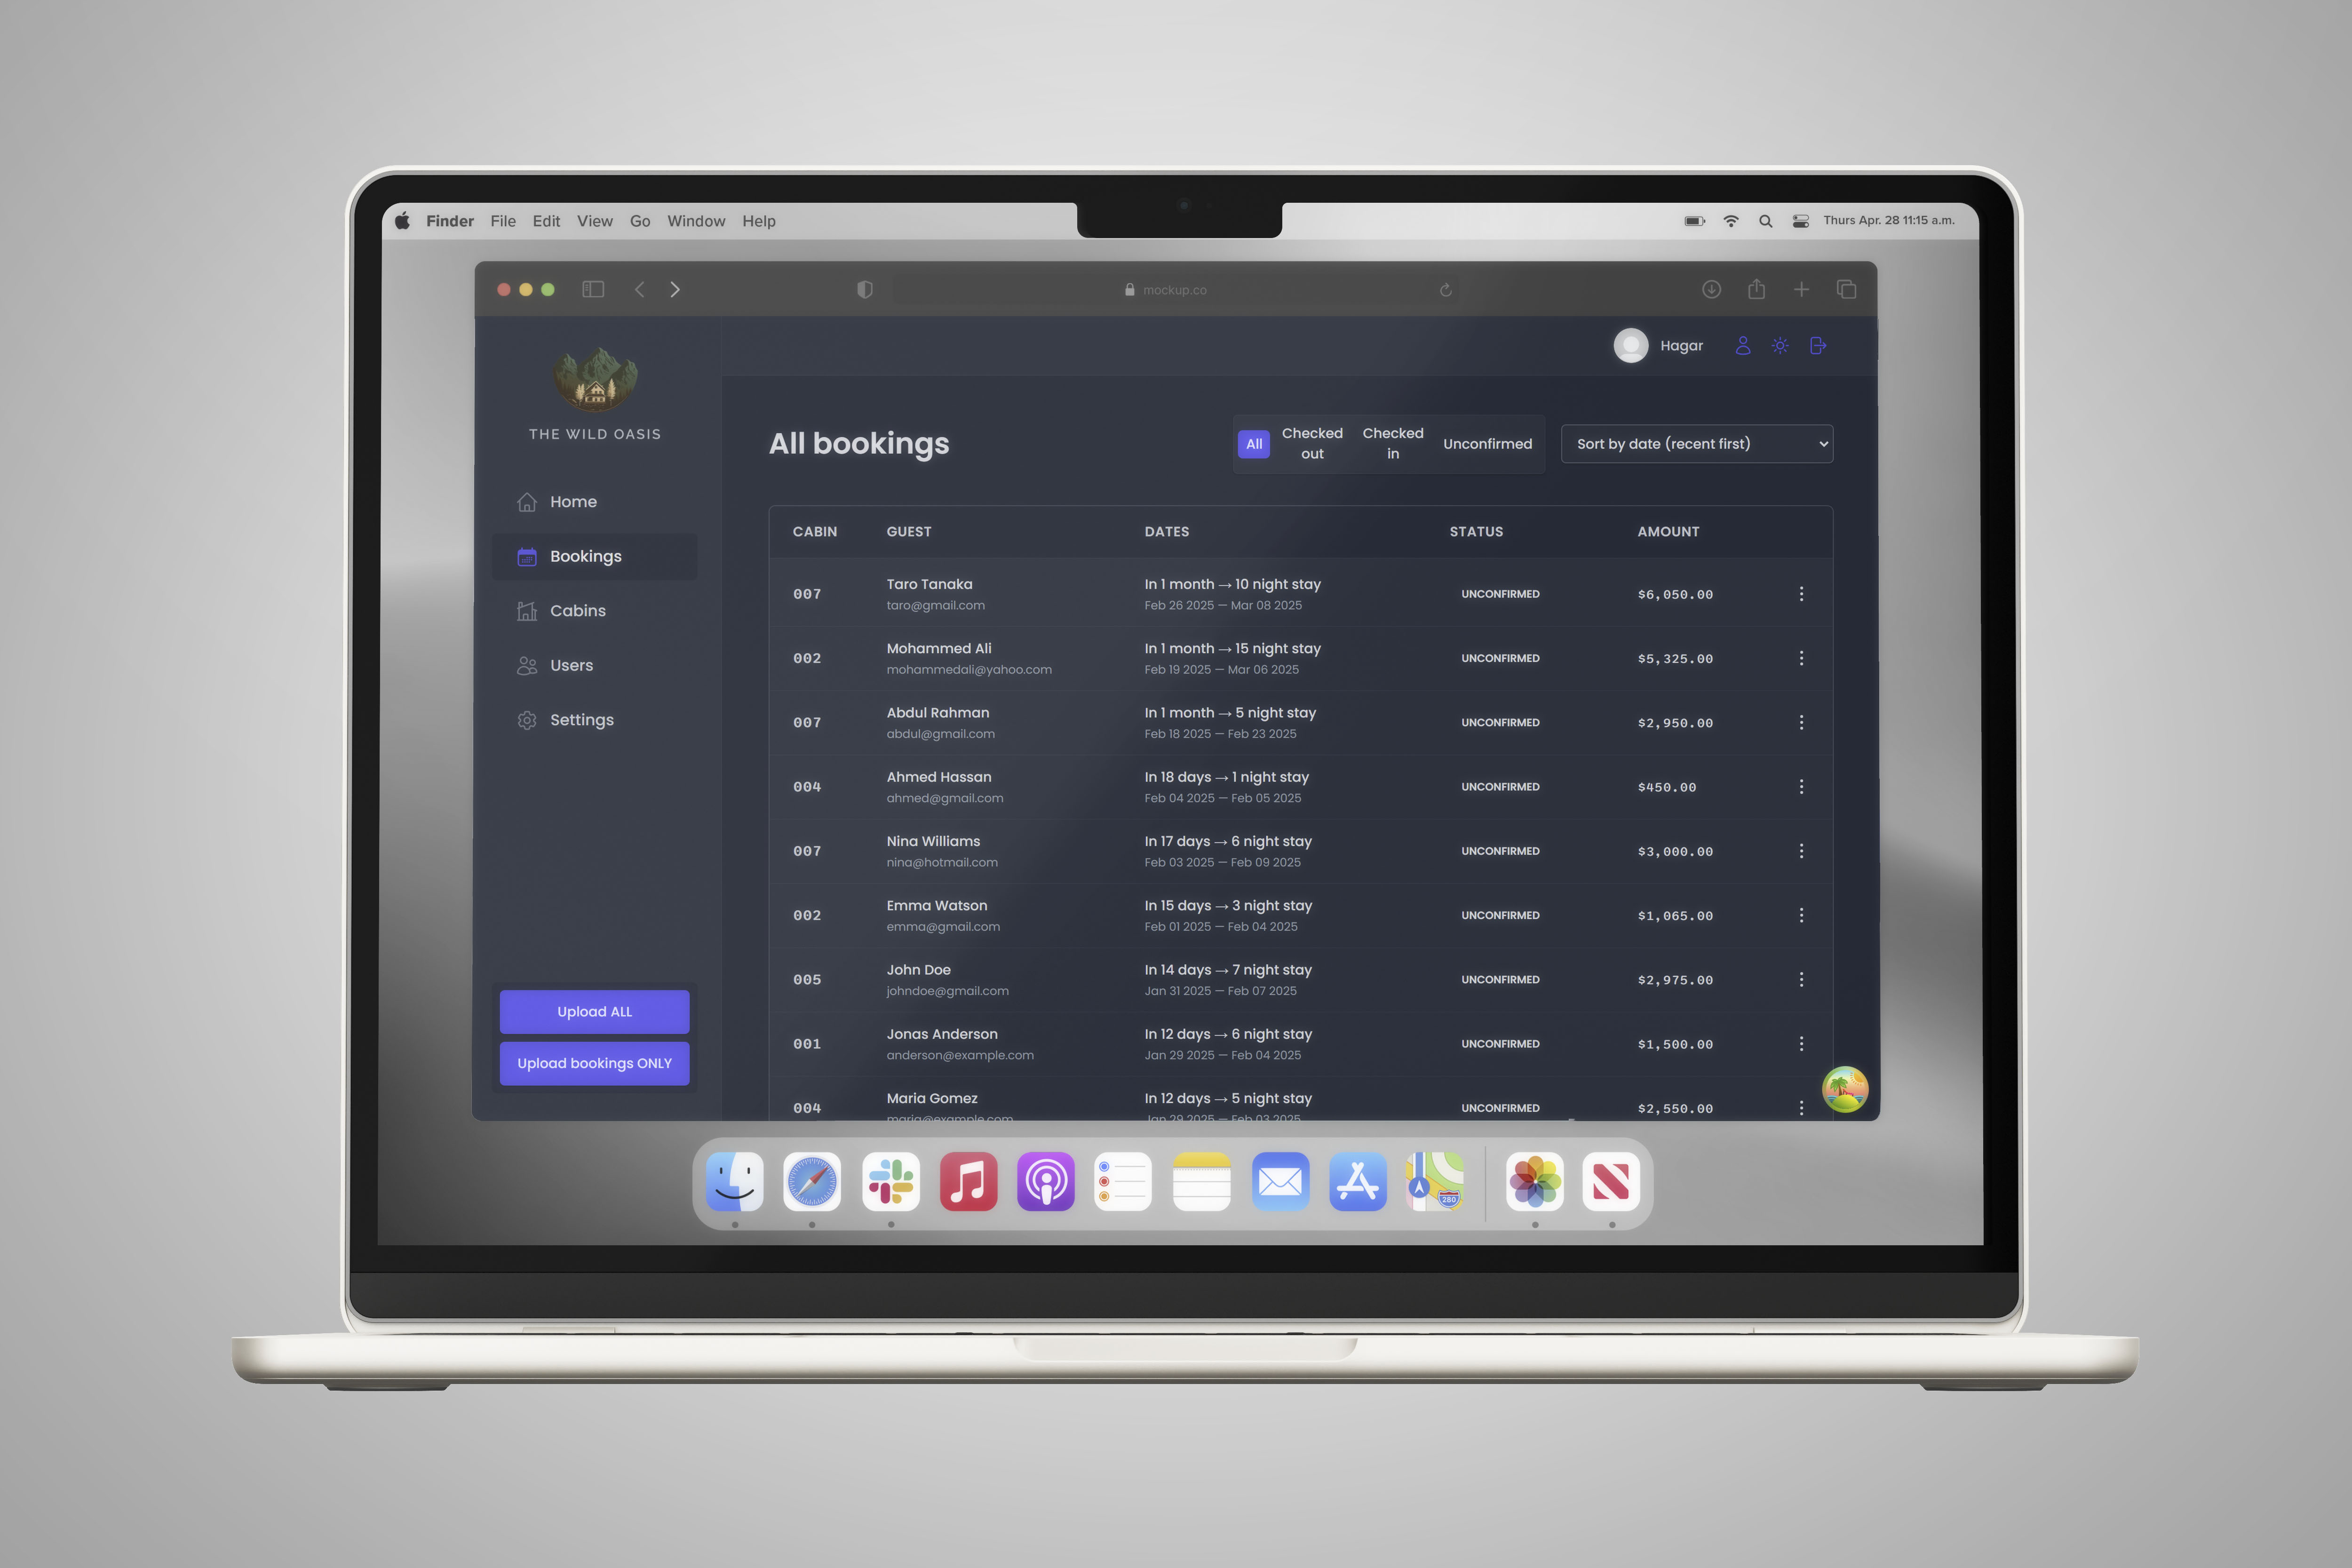 Finder File Edit View Go Window Help
Thurs Apr. 28 11:15 a.m.
mockup.co
Hagar
THE WILD OASIS
Home
Bookings
Cabins
Users
Settings
Upload ALL
Upload bookings ONLY
All bookings
All
Checked
out
Checked
in
Unconfirmed
Sort by date (recent first)
CABIN GUEST DATES STATUS AMOUNT
007 Taro Tanaka In 1 month → 10 night stay UNCONFIRMED $6,050.00
taro@gmail.com Feb 26 2025 — Mar 08 2025
002 Mohammed Ali In 1 month → 15 night stay UNCONFIRMED $5,325.00
mohammedali@yahoo.com Feb 19 2025 — Mar 06 2025
007 Abdul Rahman In 1 month → 5 night stay UNCONFIRMED $2,950.00
abdul@gmail.com Feb 18 2025 — Feb 23 2025
004 Ahmed Hassan In 18 days → 1 night stay UNCONFIRMED $450.00
ahmed@gmail.com Feb 04 2025 — Feb 05 2025
007 Nina Williams In 17 days → 6 night stay UNCONFIRMED $3,000.00
nina@hotmail.com Feb 03 2025 — Feb 09 2025
002 Emma Watson In 15 days → 3 night stay UNCONFIRMED $1,065.00
emma@gmail.com Feb 01 2025 — Feb 04 2025
005 John Doe In 14 days → 7 night stay UNCONFIRMED $2,975.00
johndoe@gmail.com Jan 31 2025 — Feb 07 2025
001 Jonas Anderson In 12 days → 6 night stay UNCONFIRMED $1,500.00
anderson@example.com Jan 29 2025 — Feb 04 2025
004 Maria Gomez In 12 days → 5 night stay UNCONFIRMED $2,550.00
maria@example.com Jan 29 2025 — Feb 03 2025
280